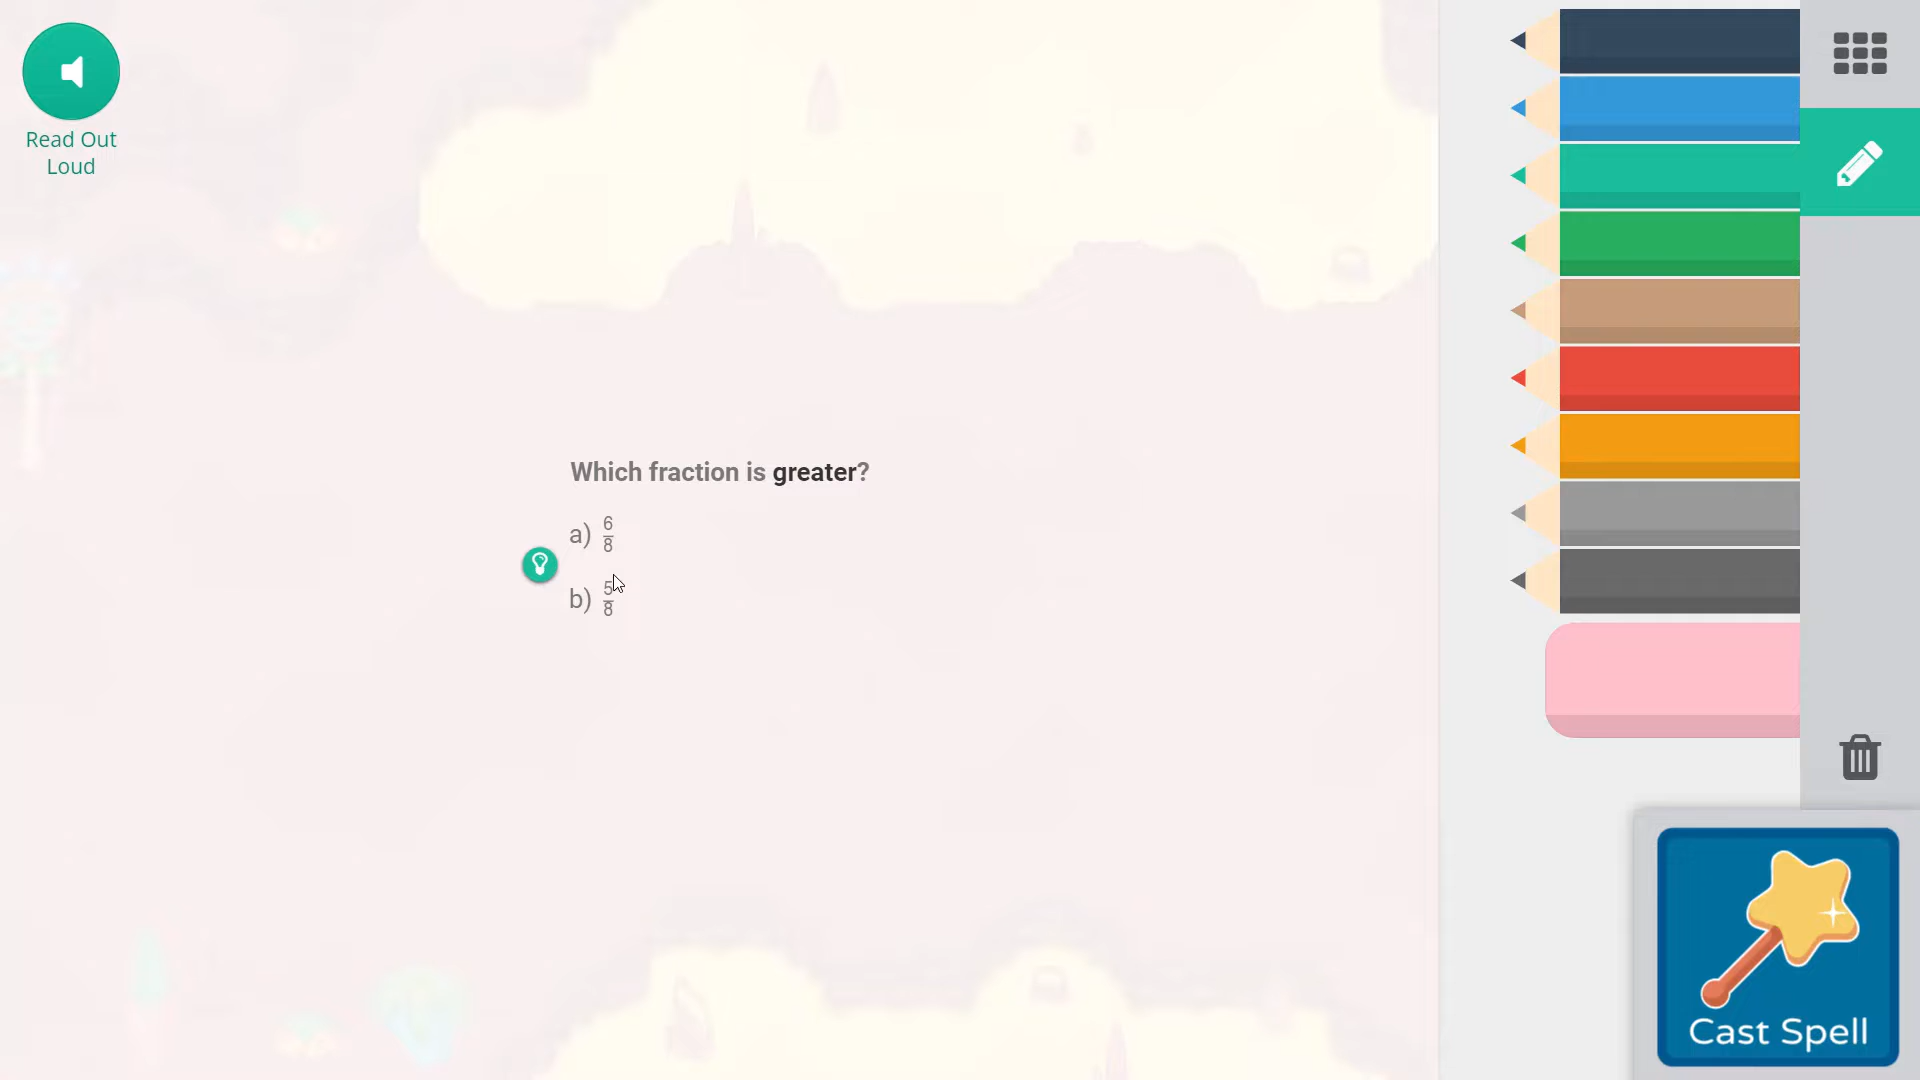 Read Out
Loud
Which fraction is greater?
a) 6/8
b) 5/8
Cast Spell